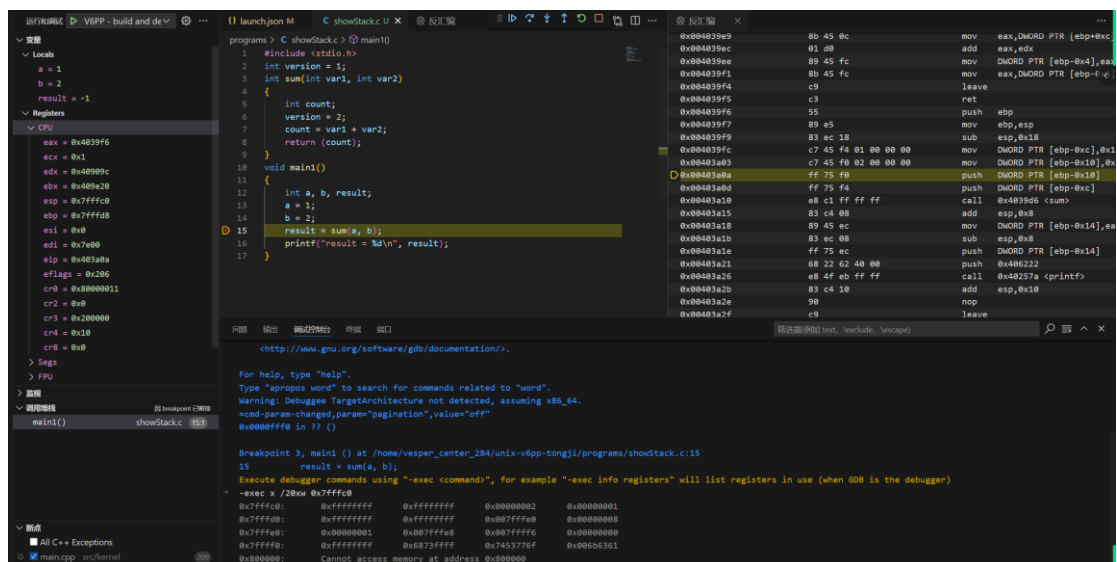 运行和调试 V6PP - build and de
变量
Locals
a = 1
b = 2
result = -1
Registers
CPU
eax = 0x4039f6
ecx = 0x1
edx = 0x40909c
ebx = 0x409e20
esp = 0x7fffc0
ebp = 0x7fffd8
esi = 0x0
edi = 0x7e00
eip = 0x403a0a
eflags = 0x206
cr0 = 0x80000011
cr2 = 0x0
cr3 = 0x200000
cr4 = 0x10
cr8 = 0x0
Segs
FPU
监视
调用堆栈 因 breakpoint 已暂停
main1() showStack.c 15:1
断点
All C++ Exceptions
main.cpp src/kernel 209
launch.json M showStack.c U 反汇编
programs > C showStack.c > main1()
1 #include <stdio.h>
2 int version = 1;
3 int sum(int var1, int var2)
4 {
5 int count;
6 version = 2;
7 count = var1 + var2;
8 return (count);
9 }
10 void main1()
11 {
12 int a, b, result;
13 a = 1;
14 b = 2;
15 result = sum(a, b);
16 printf("result = %d\n", result);
17 }
反汇编
0x004039e9 8b 45 0c mov eax,DWORD PTR [ebp+0xc]
0x004039ec 01 d0 add eax,edx
0x004039ee 89 45 fc mov DWORD PTR [ebp-0x4],eax
0x004039f1 8b 45 fc mov eax,DWORD PTR [ebp-0x4]
0x004039f4 c9 leave
0x004039f5 c3 ret
0x004039f6 55 push ebp
0x004039f7 89 e5 mov ebp,esp
0x004039f9 83 ec 18 sub esp,0x18
0x004039fc c7 45 f4 01 00 00 00 mov DWORD PTR [ebp-0xc],0x1
0x00403a03 c7 45 f0 02 00 00 00 mov DWORD PTR [ebp-0x10],0x
0x00403a0a ff 75 f0 push DWORD PTR [ebp-0x10]
0x00403a0d ff 75 f4 push DWORD PTR [ebp-0xc]
0x00403a10 e8 c1 ff ff ff call 0x4039d6 <sum>
0x00403a15 83 c4 08 add esp,0x8
0x00403a18 89 45 ec mov DWORD PTR [ebp-0x14],ea
0x00403a1b 83 ec 08 sub esp,0x8
0x00403a1e ff 75 ec push DWORD PTR [ebp-0x14]
0x00403a21 68 22 62 40 00 push 0x406222
0x00403a26 e8 4f eb ff ff call 0x40257a <printf>
0x00403a2b 83 c4 10 add esp,0x10
0x00403a2e 90 nop
0x00403a2f c9 leave
问题 输出 调试控制台 终端 端口 筛选器(例如 text、!exclude、\escape)
<http://www.gnu.org/software/gdb/documentation/>.
For help, type "help".
Type "apropos word" to search for commands related to "word".
Warning: Debuggee TargetArchitecture not detected, assuming x86_64.
=cmd-param-changed,param="pagination",value="off"
0x0000fff0 in ?? ()
Breakpoint 3, main1 () at /home/vesper_center_284/unix-v6pp-tongji/programs/showStack.c:15
15 result = sum(a, b);
Execute debugger commands using "-exec <command>", for example "-exec info registers" will list registers in use (when GDB is the debugger)
-exec x /20xw 0x7fffc0
0x7fffc0: 0xffffffff 0xffffffff 0x00000002 0x00000001
0x7fffd0: 0xffffffff 0xffffffff 0x007fffe0 0x00000008
0x7fffe0: 0x00000001 0x007fffe8 0x007ffff6 0x00000000
0x7ffff0: 0xffffffff 0x6873ffff 0x7453776f 0x006b6361
0x800000: Cannot access memory at address 0x800000